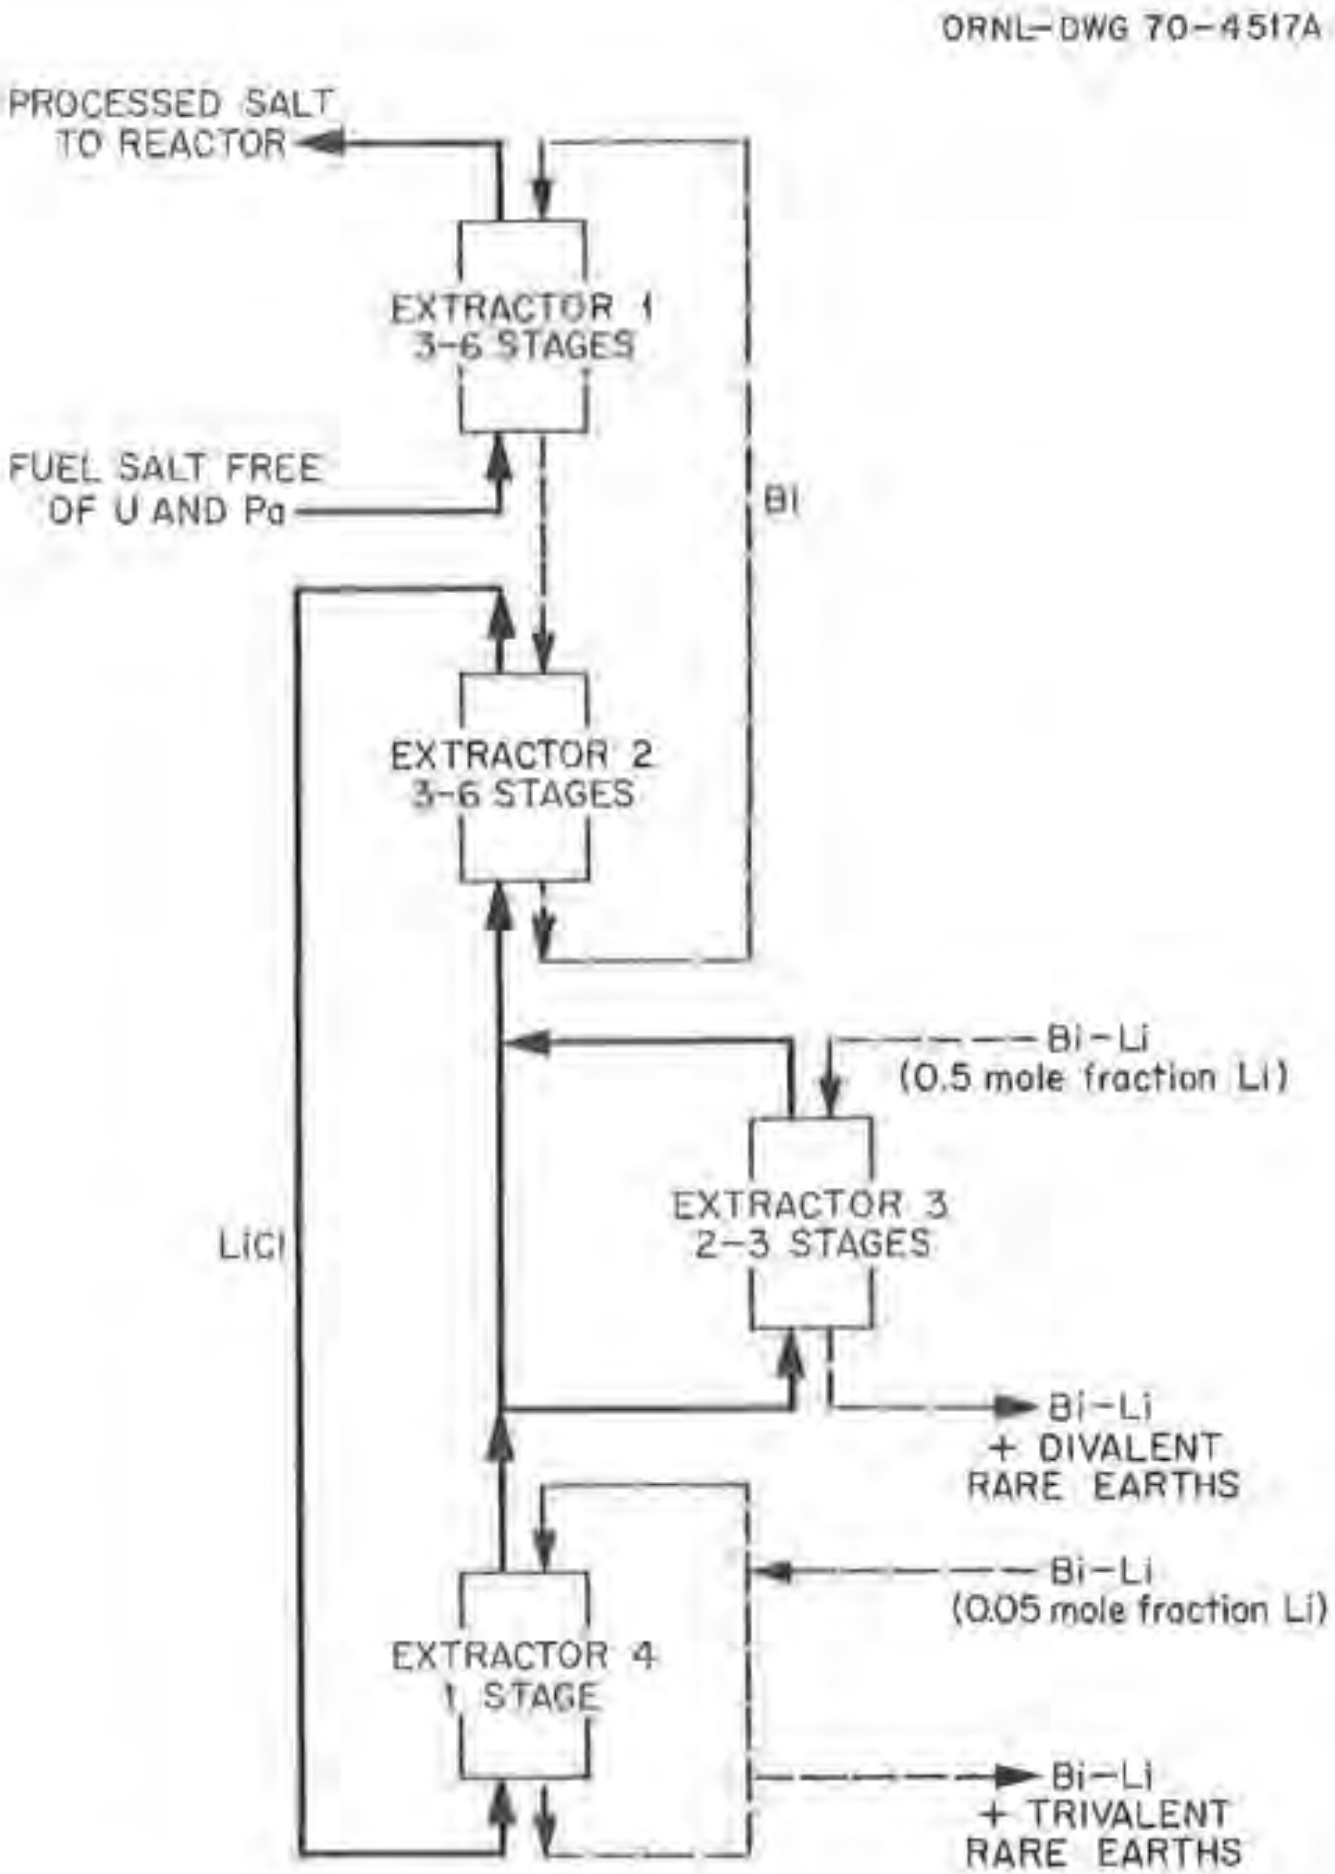 ORNL-DWG 70-4517A
PROCESSED SALT
TO REACTOR
EXTRACTOR 1
3-6 STAGES
FUEL SALT FREE
OF U AND Pa
Bi
EXTRACTOR 2
3-6 STAGES
Bi-Li
(0.5 mole fraction Li)
EXTRACTOR 3
2-3 STAGES
LiCl
Bi-Li
+ DIVALENT
RARE EARTHS
Bi-Li
(0.05 mole fraction Li)
EXTRACTOR 4
1 STAGE
Bi-Li
+ TRIVALENT
RARE EARTHS